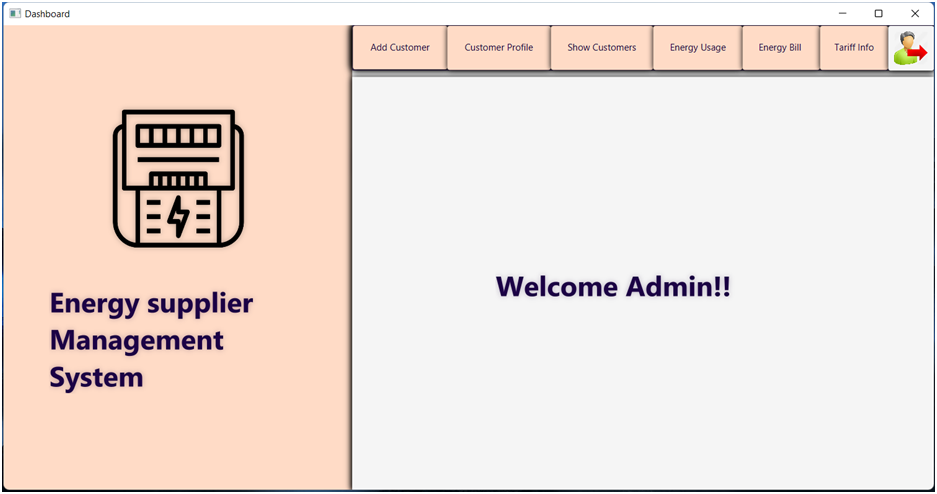 Dashboard
Add Customer
Customer Profile
Show Customers
Energy Usage
Energy Bill
Tariff Info
Energy supplier
Management
System
Welcome Admin!!